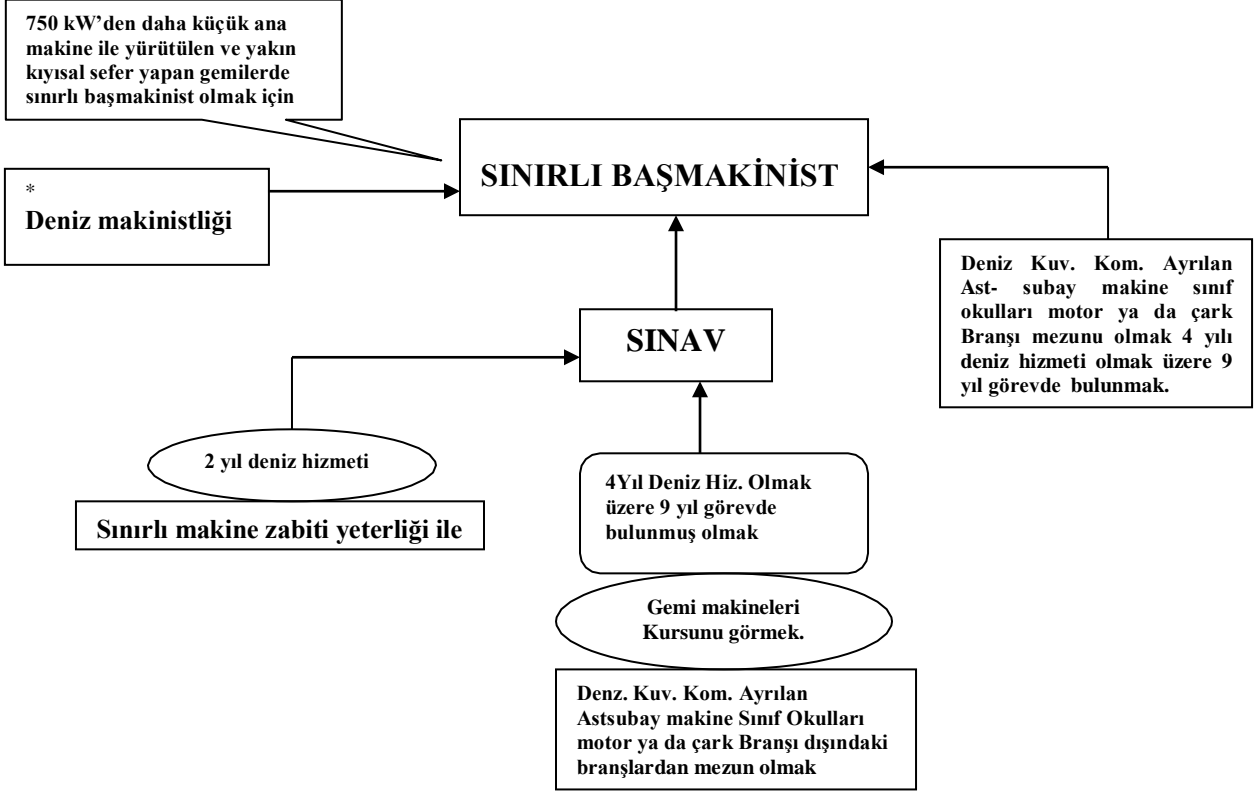 750 kW’den daha küçük ana
makine ile yürütülen ve yakın
kıyısal sefer yapan gemilerde
sınırlı başmakinist olmak için
SINIRLI BAŞMAKİNİST
*
Deniz makinistliği
Deniz Kuv. Kom. Ayrılan
Ast- subay makine sınıf
okulları motor ya da çark
Branşı mezunu olmak 4 yılı
deniz hizmeti olmak üzere 9
yıl görevde bulunmak.
SINAV
2 yıl deniz hizmeti
Sınırlı makine zabiti yeterliği ile
4Yıl Deniz Hiz. Olmak
üzere 9 yıl görevde
bulunmuş olmak
Gemi makineleri
Kursunu görmek.
Denz. Kuv. Kom. Ayrılan
Astsubay makine Sınıf Okulları
motor ya da çark Branşı dışındaki
branşlardan mezun olmak